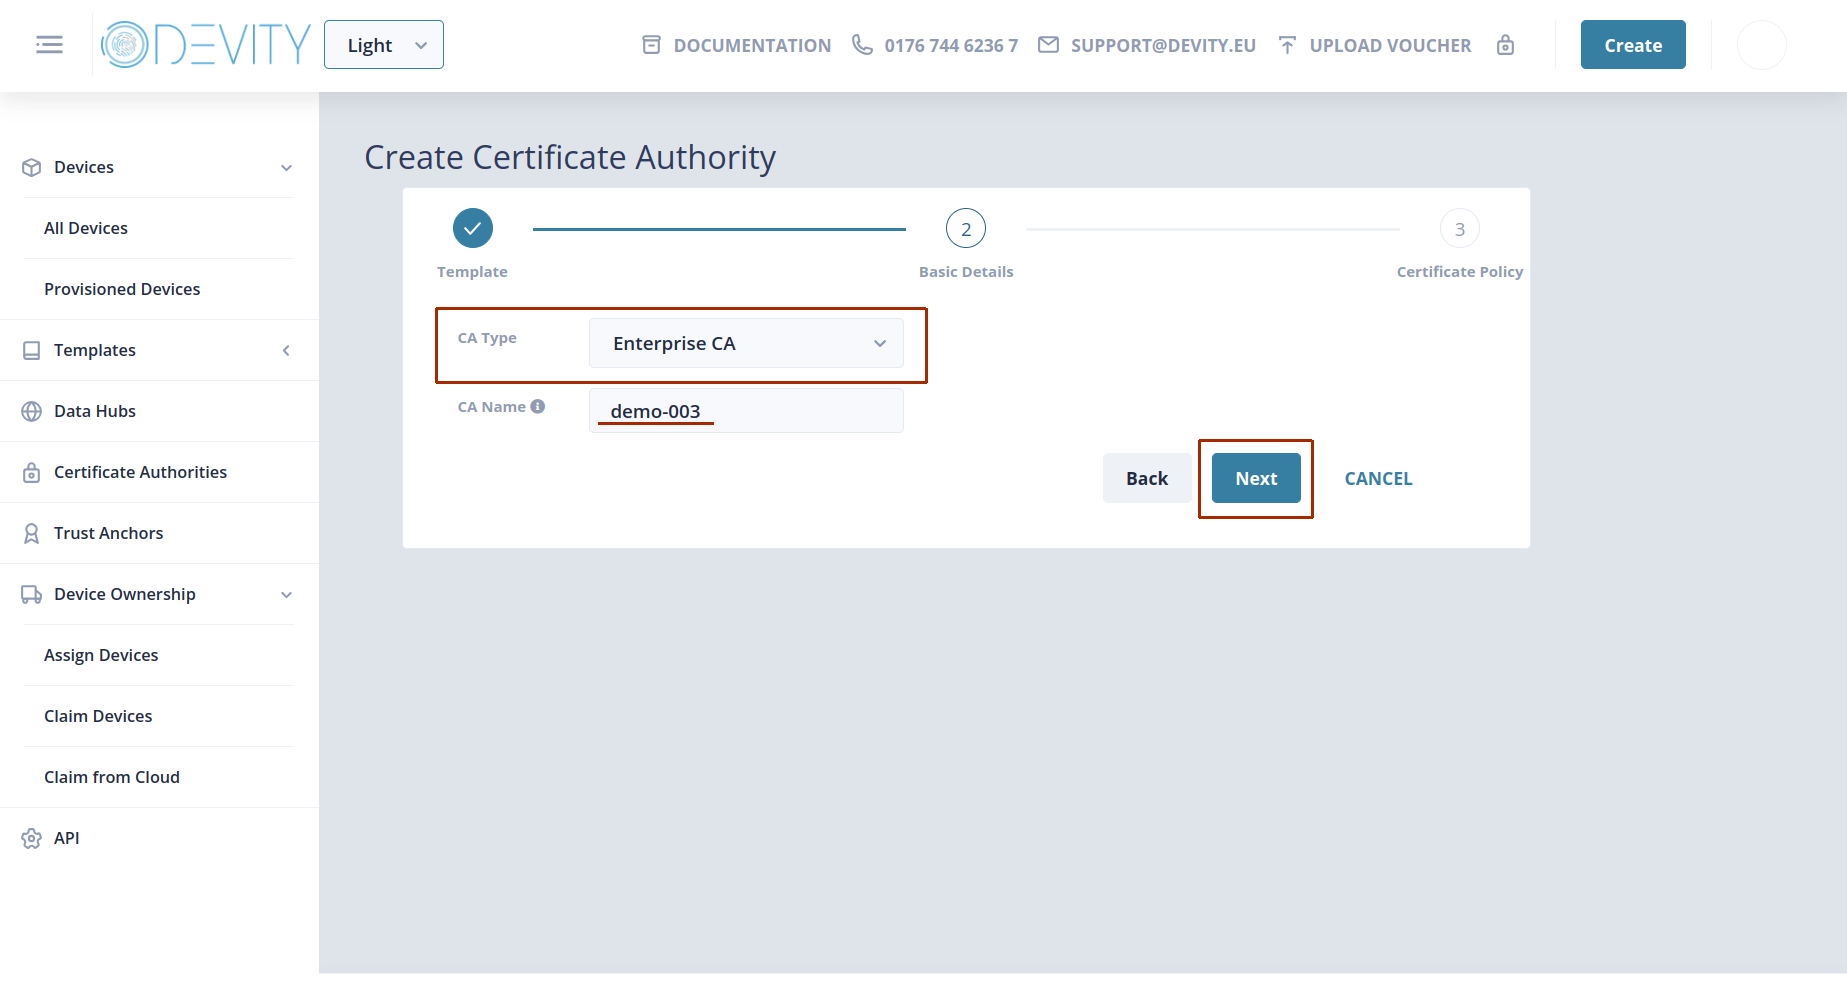 DEVITY
Light
DOCUMENTATION
0176 744 6236 7
SUPPORT@DEVITY.EU
UPLOAD VOUCHER
Create
Devices
All Devices
Provisioned Devices
Templates
Data Hubs
Certificate Authorities
Trust Anchors
Device Ownership
Assign Devices
Claim Devices
Claim from Cloud
API
Create Certificate Authority
2
3
Template
Basic Details
Certificate Policy
CA Type
Enterprise CA
CA Name
demo-003
Back
Next
CANCEL